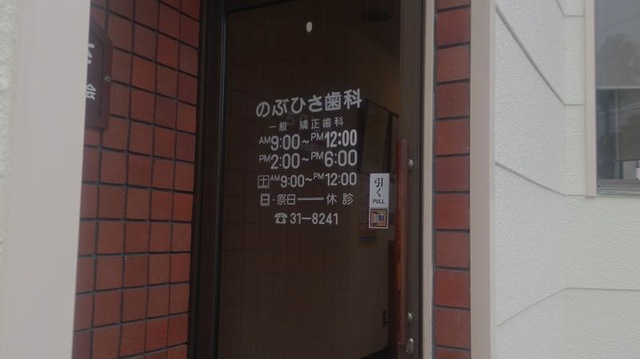 のぶひさ歯科
一般 矯正歯科
AM9:00～PM12:00
PM2:00～PM6:00
土AM9:00～PM12:00
日・祭日――休診
☎31－8241
引く
PULL
会